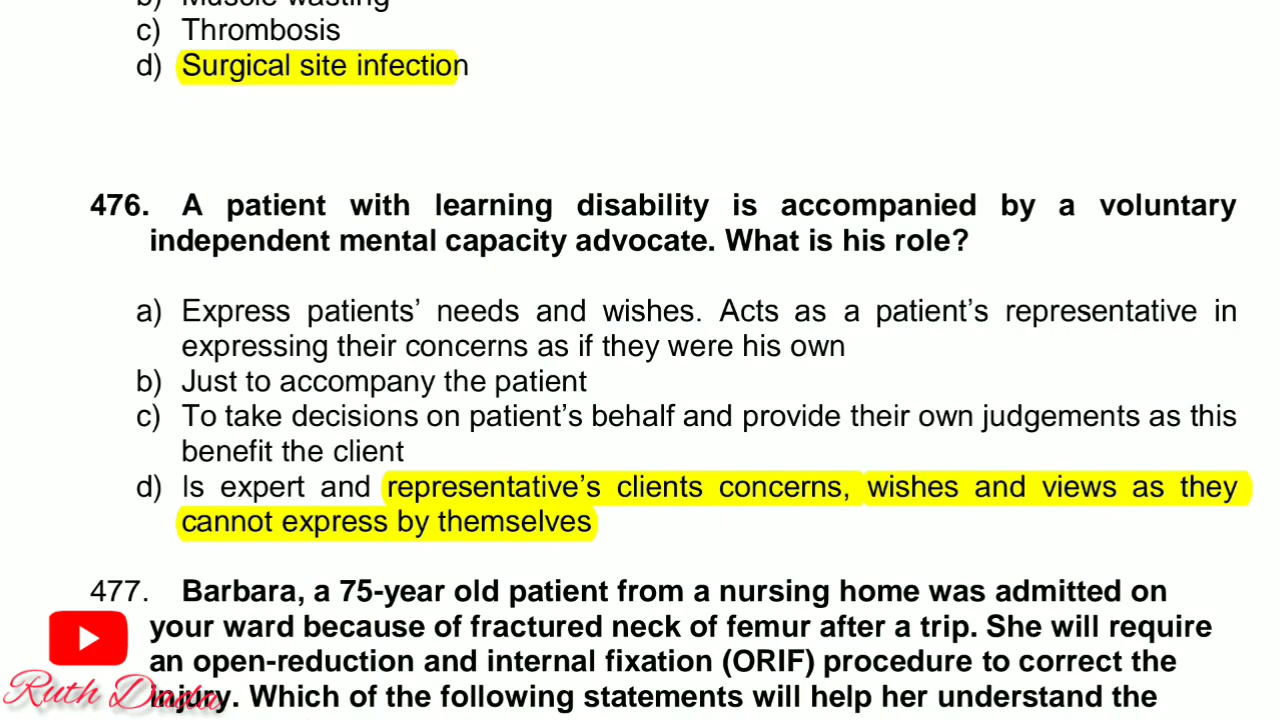 b) Muscle wasting
c) Thrombosis
d) Surgical site infection
476. A patient with learning disability is accompanied by a voluntary
independent mental capacity advocate. What is his role?
a) Express patients’ needs and wishes. Acts as a patient’s representative in
expressing their concerns as if they were his own
b) Just to accompany the patient
c) To take decisions on patient’s behalf and provide their own judgements as this
benefit the client
d) Is expert and representative’s clients concerns, wishes and views as they
cannot express by themselves
477. Barbara, a 75-year old patient from a nursing home was admitted on
your ward because of fractured neck of femur after a trip. She will require
an open-reduction and internal fixation (ORIF) procedure to correct the
injury. Which of the following statements will help her understand the
Ruth Dada